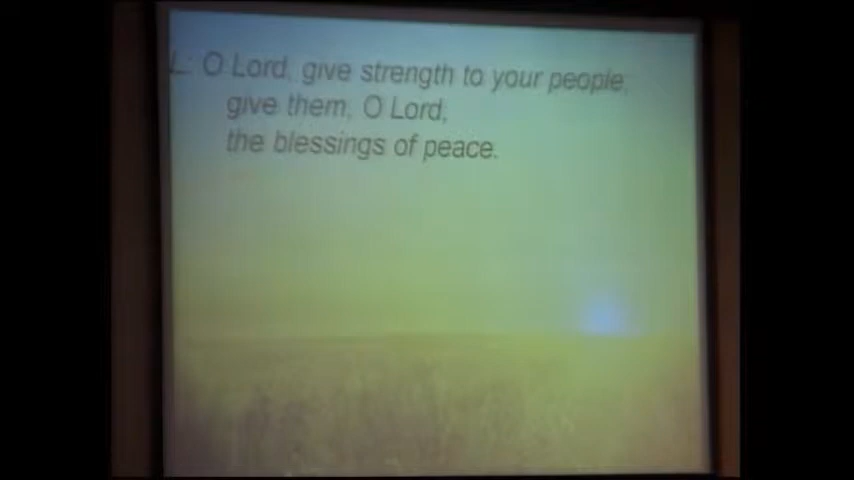 L: O Lord, give strength to your people,
give them, O Lord,
the blessings of peace.